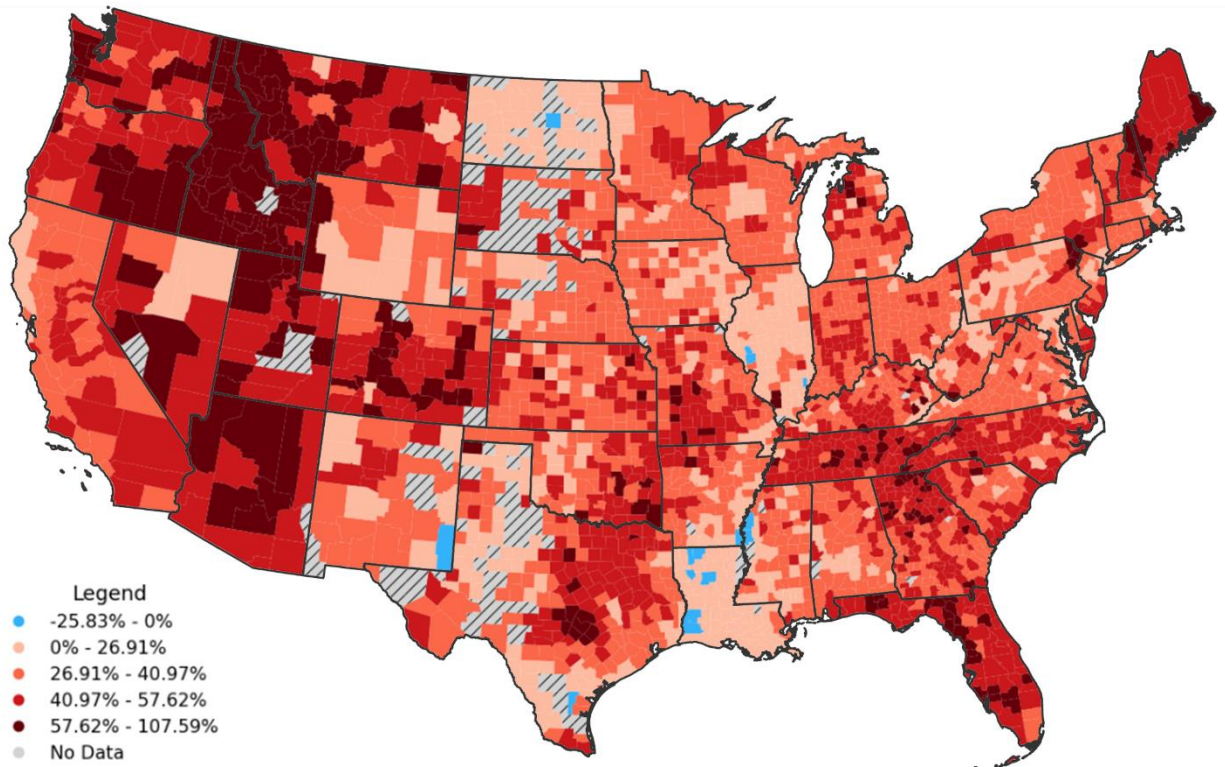 Legend
-25.83% - 0%
0% - 26.91%
26.91% - 40.97%
40.97% - 57.62%
57.62% - 107.59%
No Data